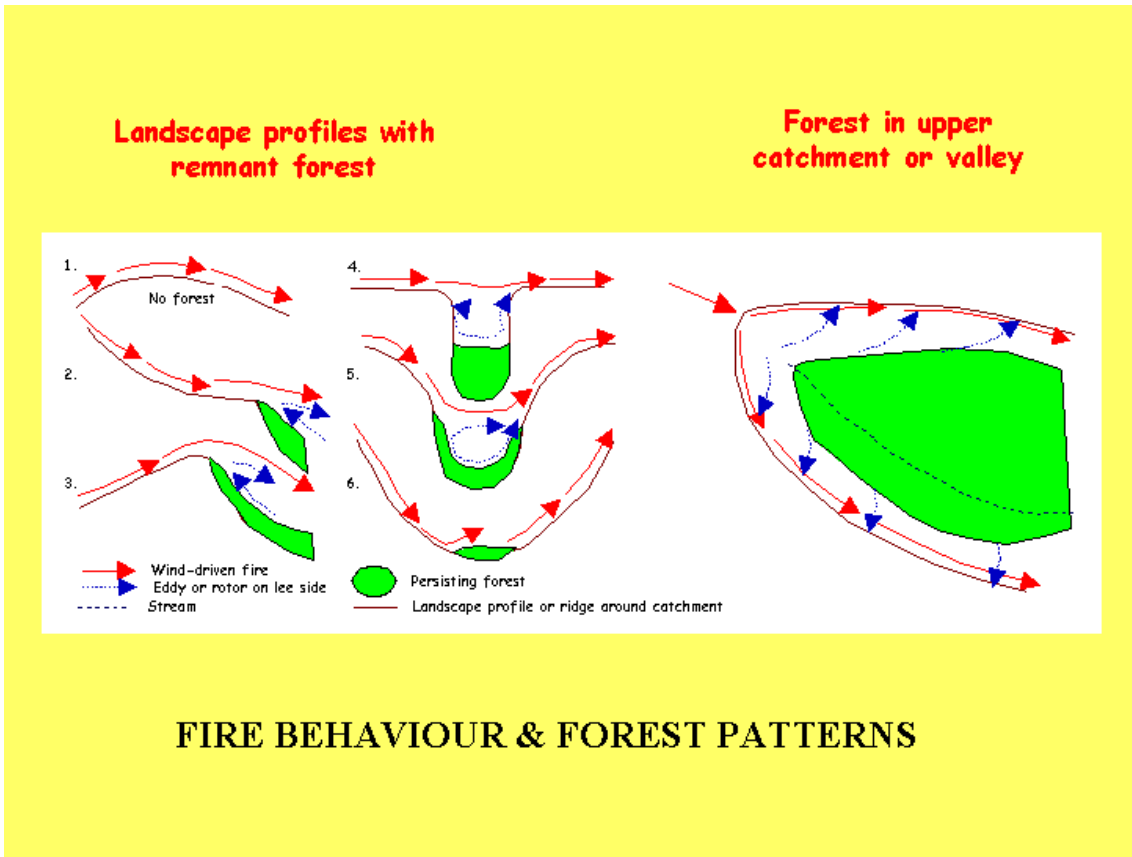 Landscape profiles with
remnant forest
Forest in upper
catchment or valley
1.
No forest
2.
3.
4.
5.
6.
Wind-driven fire
Eddy or rotor on lee side
Stream
Persisting forest
Landscape profile or ridge around catchment
FIRE BEHAVIOUR & FOREST PATTERNS